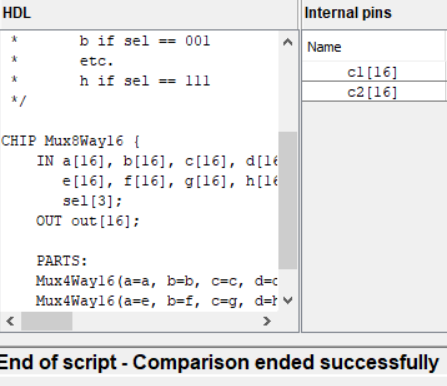 HDL
Internal pins
* b if sel == 001
* etc.
* h if sel == 111
*/
CHIP Mux8Way16 {
IN a[16], b[16], c[16],
e[16], f[16], g[16],
sel[3];
OUT out[16];
PARTS:
Mux4Way16(a=a, b=b, c=c,
Mux4Way16(a=e, b=f, c=g,
Name
c1[16]
c2[16]
End of script - Comparison ended successfully